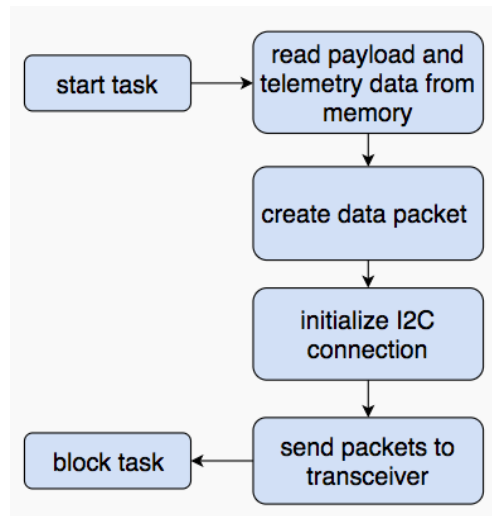 start task
read payload and
telemetry data from
memory
create data packet
initialize I2C
connection
send packets to
transceiver
block task